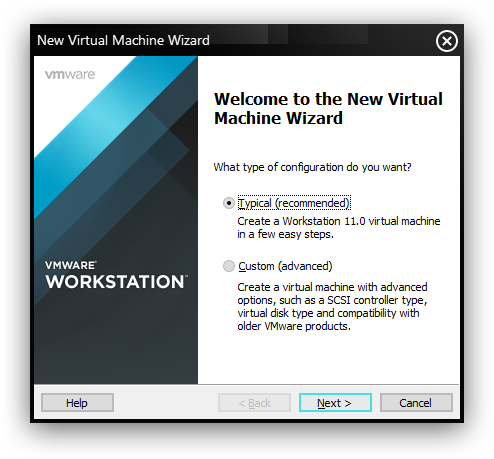 New Virtual Machine Wizard
vmware
Welcome to the New Virtual
Machine Wizard
What type of configuration do you want?
Typical (recommended)
Create a Workstation 11.0 virtual machine
in a few easy steps.
Custom (advanced)
Create a virtual machine with advanced
options, such as a SCSI controller type,
virtual disk type and compatibility with
older VMware products.
VMWARE®
WORKSTATION™
Help
< Back
Next >
Cancel